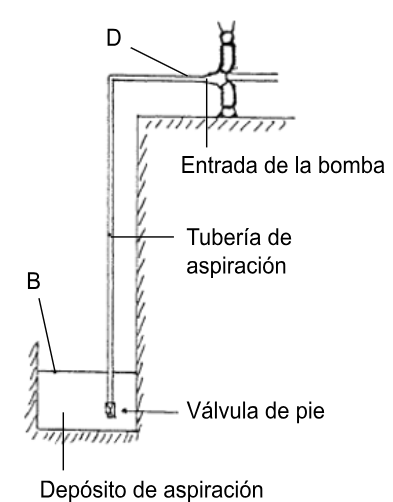 D
Entrada de la bomba
Tubería de
aspiración
B
Válvula de pie
Depósito de aspiración